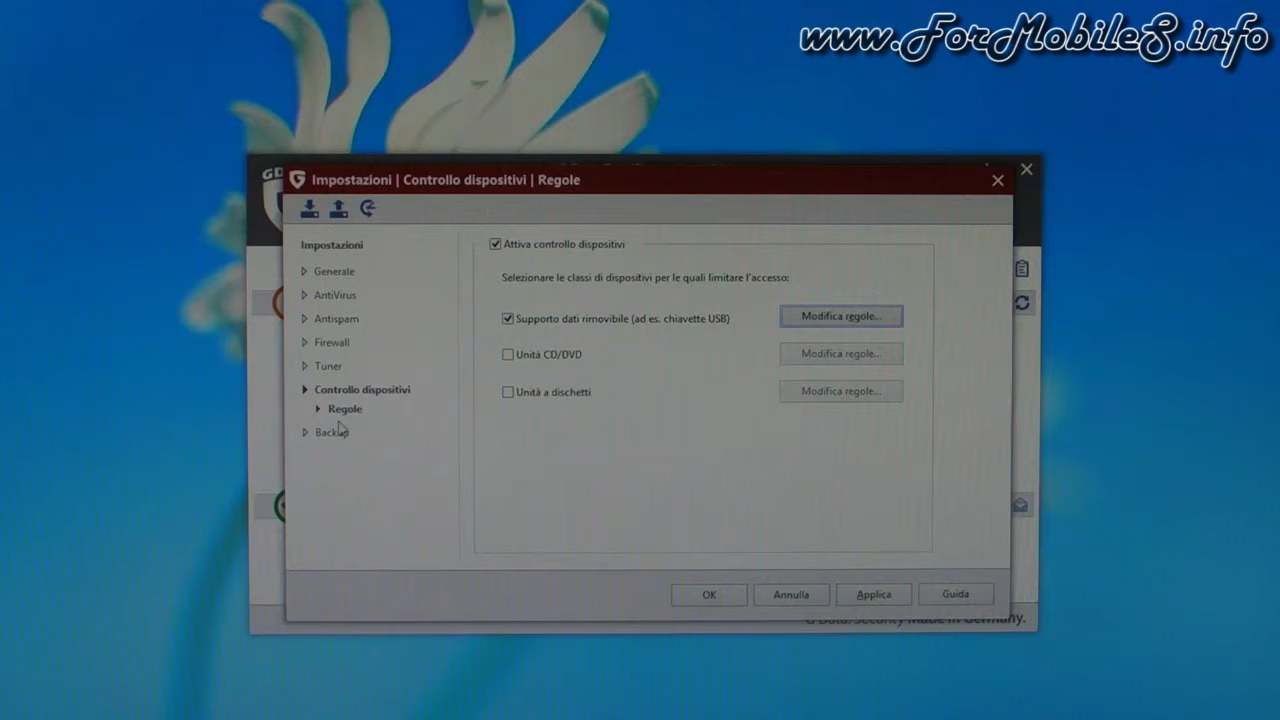 www.ForMobileS.info
GD
Impostazioni | Controllo dispositivi | Regole
Impostazioni
Generale
AntiVirus
Antispam
Firewall
Tuner
Controllo dispositivi
Regole
Backup
Attiva controllo dispositivi
Selezionare le classi di dispositivi per le quali limitare l'accesso:
Supporto dati rimovibile (ad es. chiavette USB)
Modifica regole...
Unità CD/DVD
Modifica regole...
Unità a dischetti
Modifica regole...
OK
Annulla
Applica
Guida
G Data. Security Made in Germany.